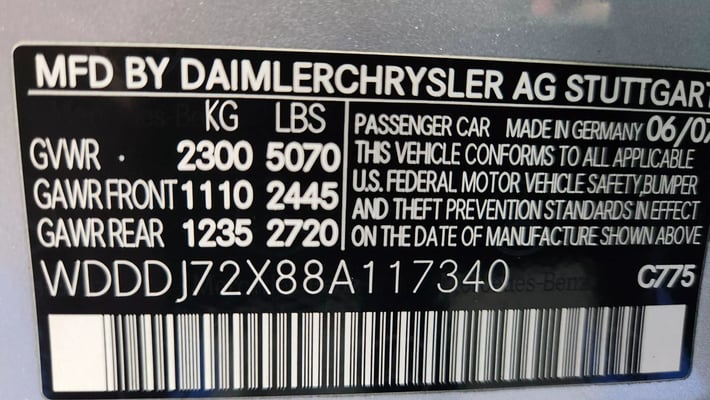 MFD BY DAIMLERCHRYSLER AG STUTTGART
KG LBS
GVWR . 2300 5070
GAWR FRONT 1110 2445
GAWR REAR 1235 2720
PASSENGER CAR MADE IN GERMANY 06/07
THIS VEHICLE CONFORMS TO ALL APPLICABLE
U.S. FEDERAL MOTOR VEHICLE SAFETY,BUMPER
AND THEFT PREVENTION STANDARDS IN EFFECT
ON THE DATE OF MANUFACTURE SHOWN ABOVE
WDDDJ72X88A117340 C775